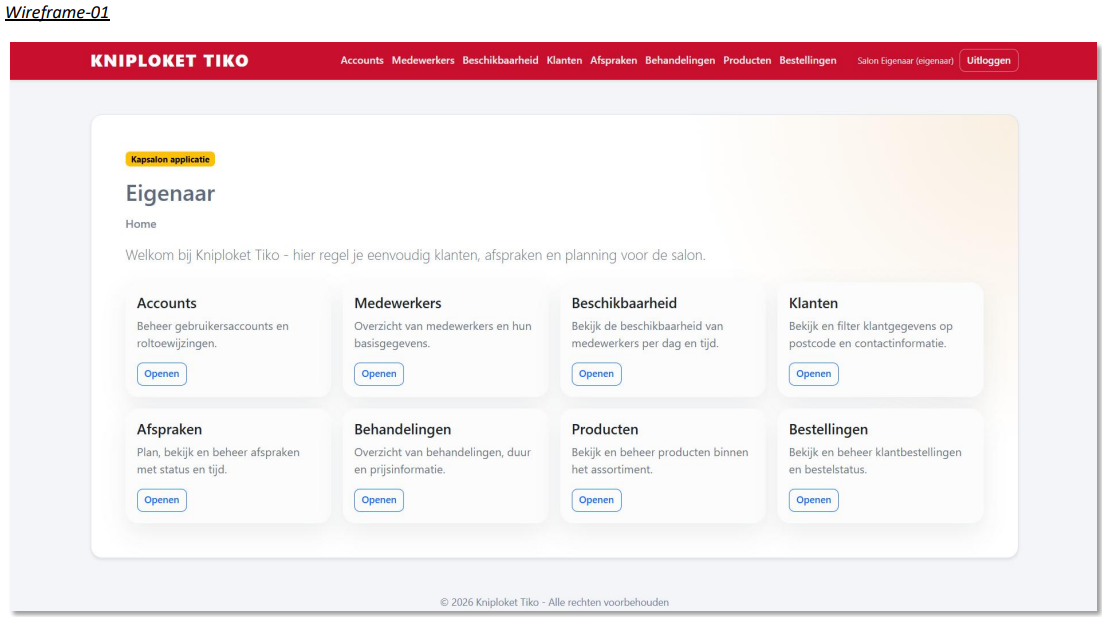 Wireframe-01
KNIPLOKET TIKO
Accounts Medewerkers Beschikbaarheid Klanten Afspraken Behandelingen Producten Bestellingen
Salon Eigenaar (eigenaar)
Uitloggen
Kapsalon applicatie
Eigenaar
Home
Welkom bij Kniploket Tiko - hier regel je eenvoudig klanten, afspraken en planning voor de salon.
Accounts
Beheer gebruikersaccounts en
roltoewijzingen.
Openen
Medewerkers
Overzicht van medewerkers en hun
basisgegevens.
Openen
Beschikbaarheid
Bekijk de beschikbaarheid van
medewerkers per dag en tijd.
Openen
Klanten
Bekijk en filter klantgegevens op
postcode en contactinformatie.
Openen
Afspraken
Plan, bekijk en beheer afspraken
met status en tijd.
Openen
Behandelingen
Overzicht van behandelingen, duur
en prijsinformatie.
Openen
Producten
Bekijk en beheer producten binnen
het assortiment.
Openen
Bestellingen
Bekijk en beheer klantbestellingen
en bestelstatus.
Openen
© 2026 Kniploket Tiko - Alle rechten voorbehouden